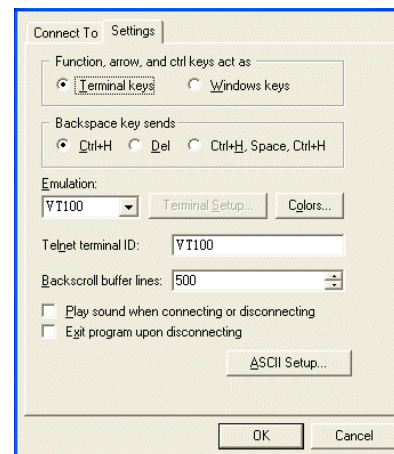 Connect To Settings
Function, arrow, and ctrl keys act as
Terminal keys Windows keys
Backspace key sends
Ctrl+H Del Ctrl+H, Space, Ctrl+H
Emulation:
VT100 Terminal Setup... Colors...
Telnet terminal ID: VT100
Backscroll buffer lines: 500
Play sound when connecting or disconnecting
Exit program upon disconnecting
ASCII Setup...
OK Cancel